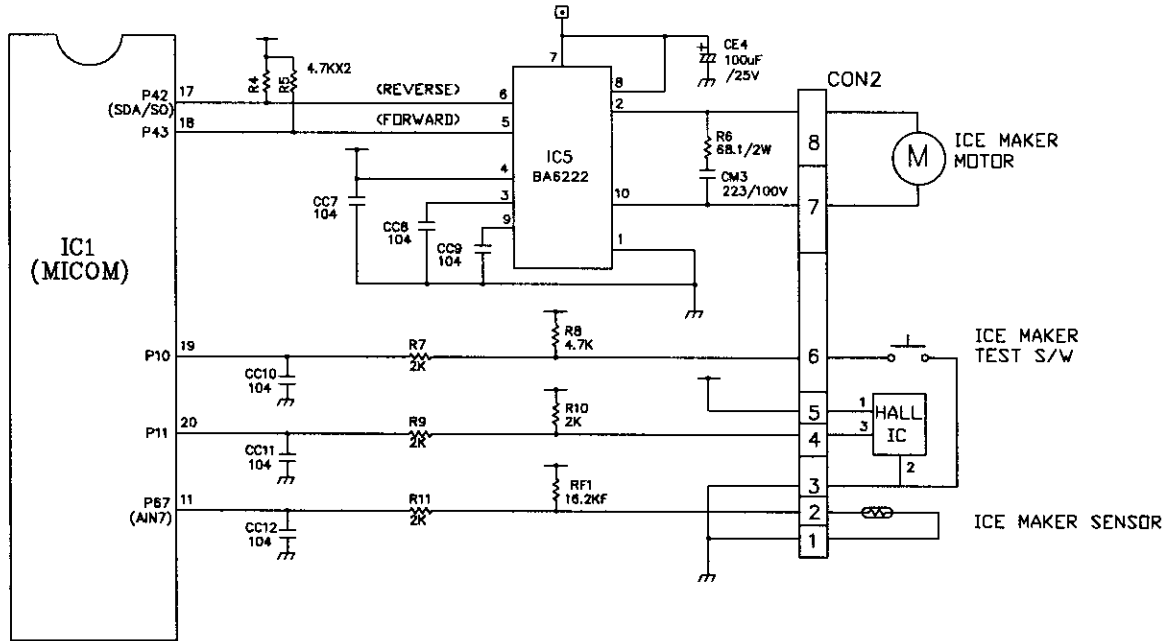 IC1
(MICOM)
P42
(SDA/SO)
17
P43
18
R4
R5
4.7KX2
(REVERSE)
(FORWARD)
6
5
4
3
9
7
8
2
10
1
IC5
BA6222
CE4
100uF
/25V
+
CC7
104
CC8
104
CC9
104
R6
68.1/2W
CM3
223/100V
CON2
8
7
6
5
4
3
2
1
M
ICE MAKER
MOTOR
P10
19
CC10
104
R7
2K
R8
4.7K
ICE MAKER
TEST S/W
P11
20
CC11
104
R9
2K
R10
2K
1
3
HALL
IC
2
P67
(AIN7)
11
CC12
104
R11
2K
RF1
16.2KF
ICE MAKER SENSOR